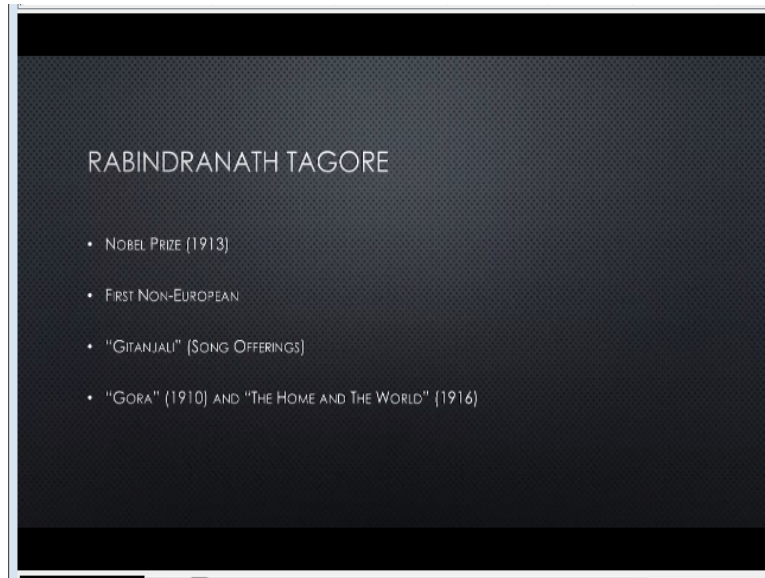 RABINDRANATH TAGORE
• NOBEL PRIZE (1913)
• FIRST NON-EUROPEAN
• "GITANJALI" (SONG OFFERINGS)
• "GORA" (1910) AND "THE HOME AND THE WORLD" (1916)